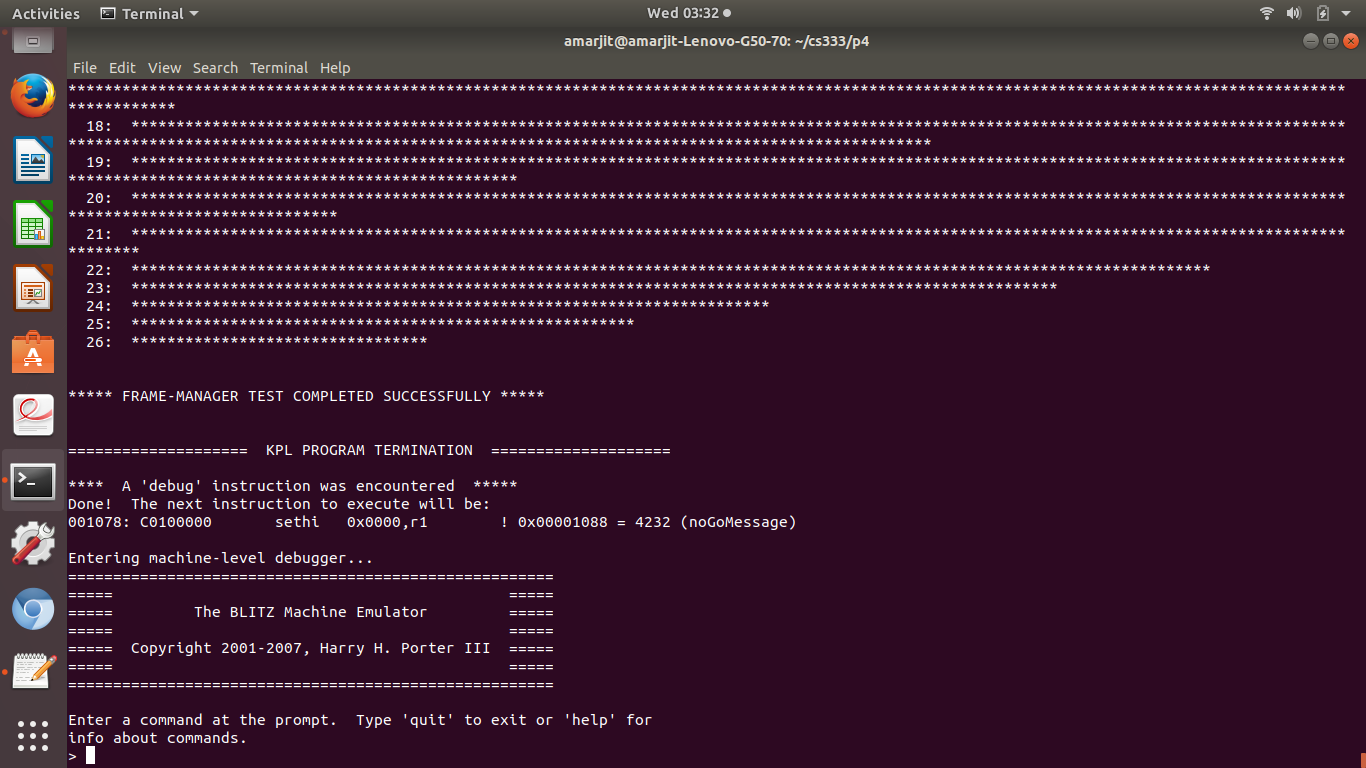 Activities
Terminal
Wed 03:32
amarjit@amarjit-Lenovo-G50-70: ~/cs333/p4
File Edit View Search Terminal Help
**********************************************************************************************************************************************
************
  18:  ***************************************************************************************************************************************
************************************************************************************************
  19:  ***************************************************************************************************************************************
**************************************************
  20:  ***************************************************************************************************************************************
******************************
  21:  ***************************************************************************************************************************************
********
  22:  ************************************************************************************************************************
  23:  *******************************************************************************************************
  24:  ***********************************************************************
  25:  ********************************************************
  26:  *********************************
***** FRAME-MANAGER TEST COMPLETED SUCCESSFULLY *****
====================  KPL PROGRAM TERMINATION  ====================
****  A 'debug' instruction was encountered  *****
Done!  The next instruction to execute will be:
001078: C0100000       sethi   0x0000,r1        ! 0x00001088 = 4232 (noGoMessage)
Entering machine-level debugger...
======================================================
=====                                            =====
=====         The BLITZ Machine Emulator         =====
=====                                            =====
=====  Copyright 2001-2007, Harry H. Porter III  =====
=====                                            =====
======================================================
Enter a command at the prompt.  Type 'quit' to exit or 'help' for
info about commands.
>